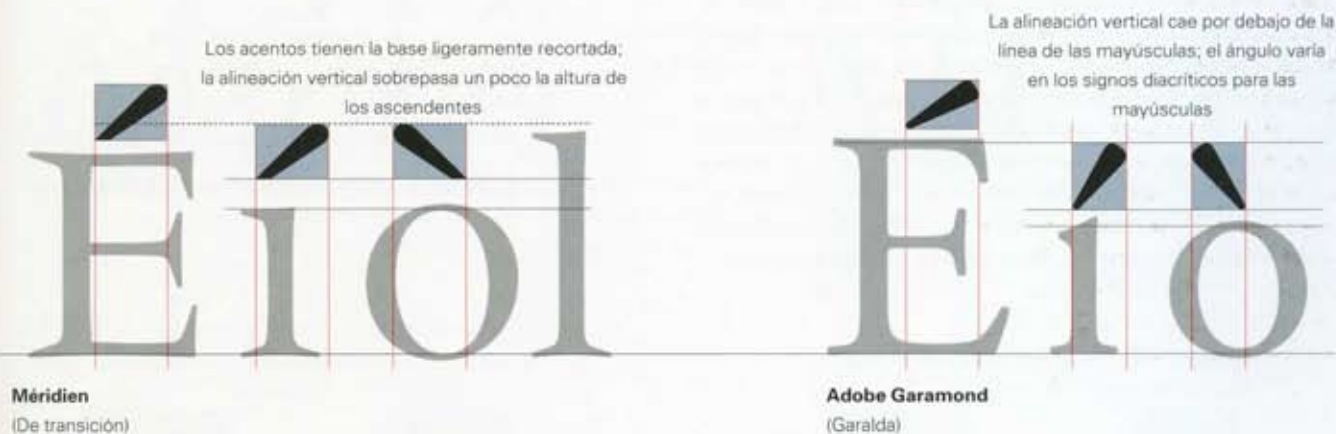 Los acentos tienen la base ligeramente recortada;
la alineación vertical sobrepasa un poco la altura de
los ascendentes
É í ò l
Méridien
(De transición)
La alineación vertical cae por debajo de la
línea de las mayúsculas; el ángulo varía
en los signos diacríticos para las
mayúsculas
É í ò
Adobe Garamond
(Garalda)